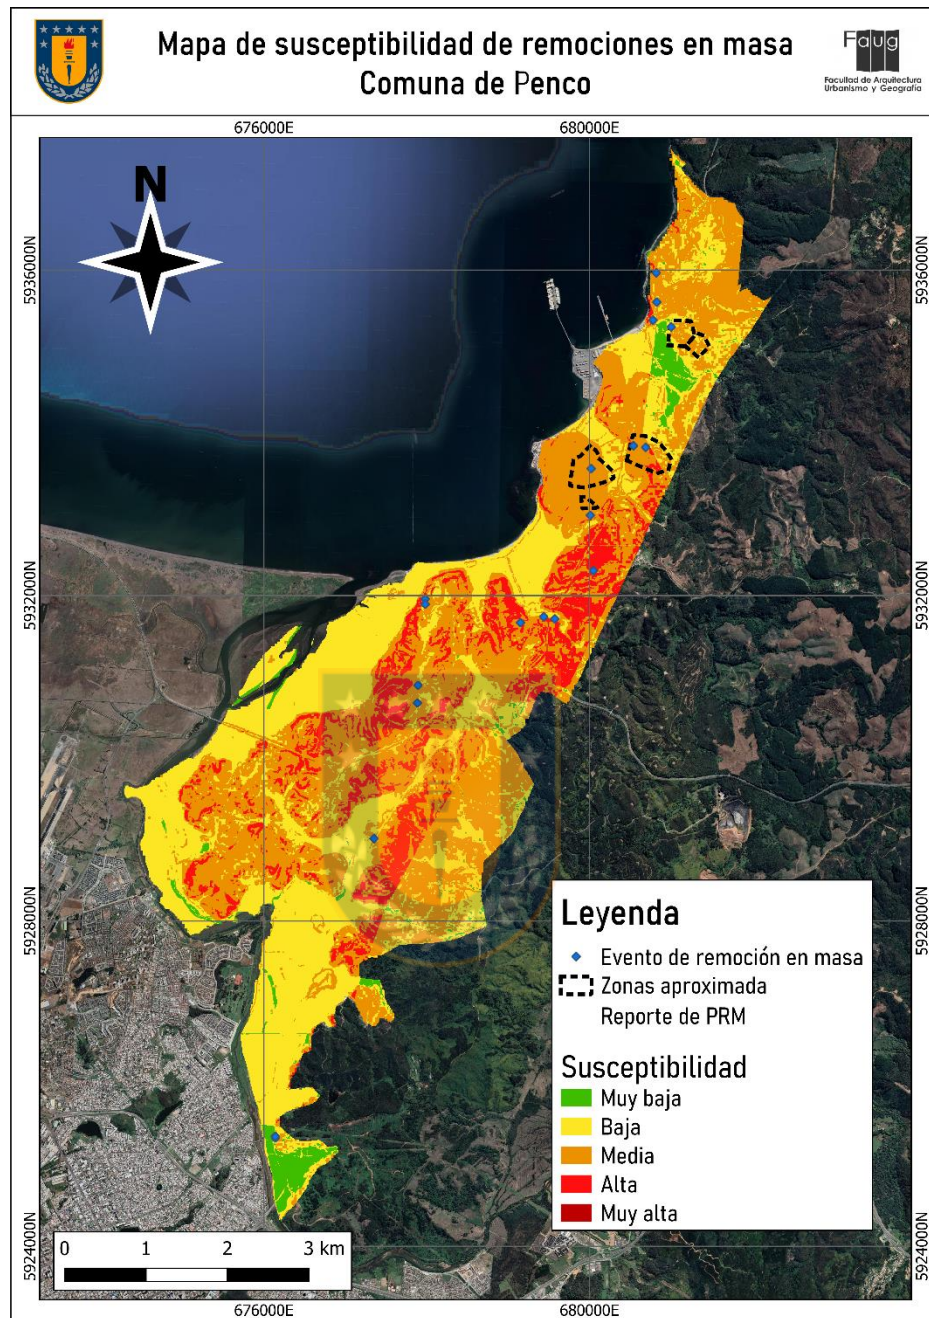 Mapa de susceptibilidad de remociones en masa
Comuna de Penco
Faug
Facultad de Arquitectura
Urbanismo y Geografía
676000E
680000E
N
5936000N
5936000N
5932000N
5932000N
5928000N
5928000N
5924000N
5924000N
Leyenda
Evento de remoción en masa
Zonas aproximada
Reporte de PRM
Susceptibilidad
Muy baja
Baja
Media
Alta
Muy alta
0 1 2 3 km
676000E
680000E